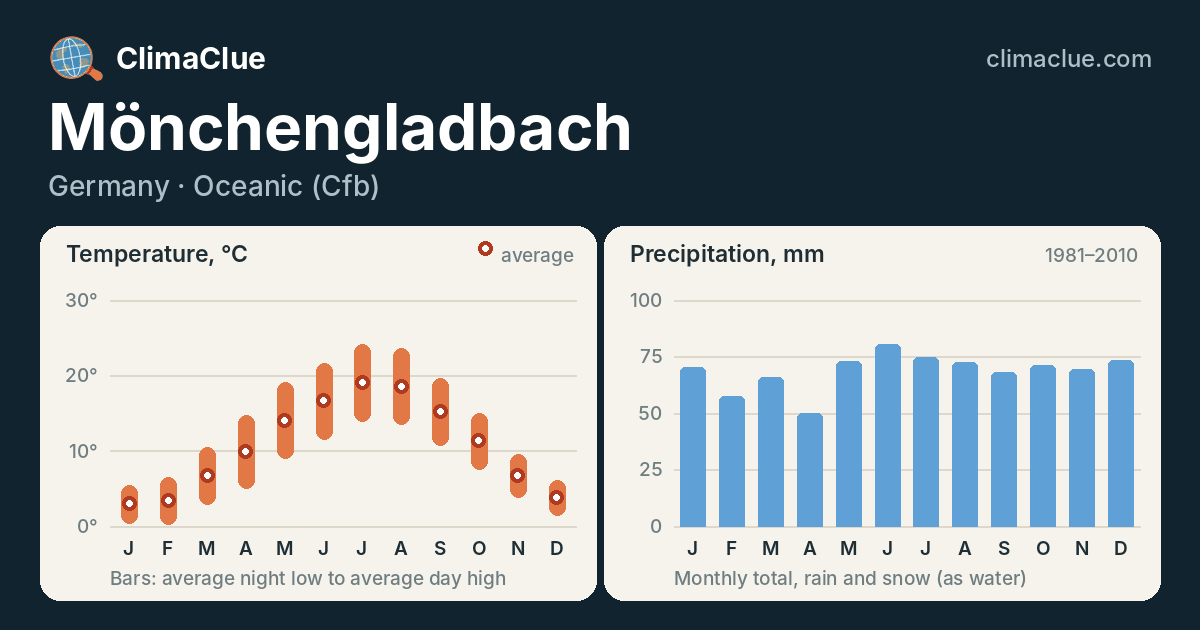 ClimaClue
climaclue.com
Mönchengladbach
Germany · Oceanic (Cfb)
Temperature, °C
average
30°
20°
10°
0°
J F M A M J J A S O N D
Bars: average night low to average day high
Precipitation, mm
1981–2010
100
75
50
25
0
J F M A M J J A S O N D
Monthly total, rain and snow (as water)